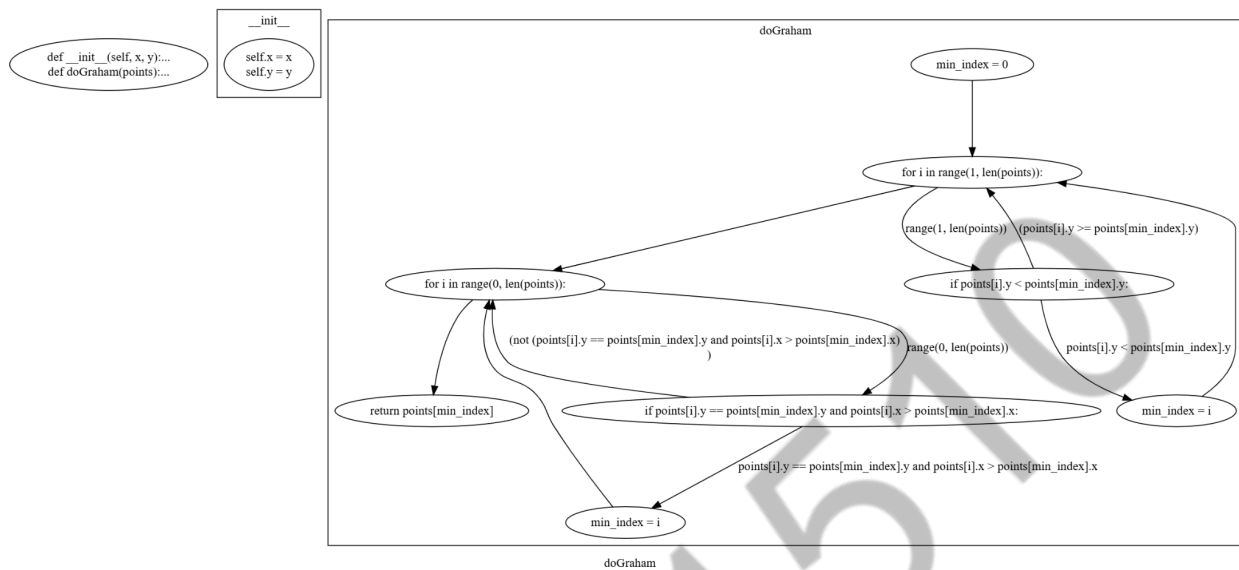 def __init__(self, x, y):...
def doGraham(points):...
__init__
self.x = x
self.y = y
doGraham
min_index = 0
for i in range(1, len(points)):
range(1, len(points))
(points[i].y >= points[min_index].y)
for i in range(0, len(points)):
if points[i].y < points[min_index].y:
(not (points[i].y == points[min_index].y and points[i].x > points[min_index].x)
)
range(0, len(points))
points[i].y < points[min_index].y
return points[min_index]
if points[i].y == points[min_index].y and points[i].x > points[min_index].x:
min_index = i
points[i].y == points[min_index].y and points[i].x > points[min_index].x
min_index = i
doGraham
4510